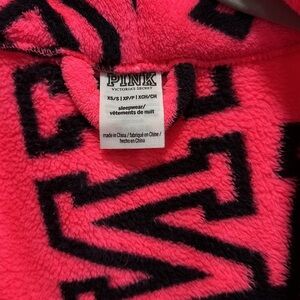 PINK
VICTORIA'S SECRET
XS/S | XP/P | XCH/CH
sleepwear/
vêtements de nuit
made in China / fabriqué en Chine /
hecho en China